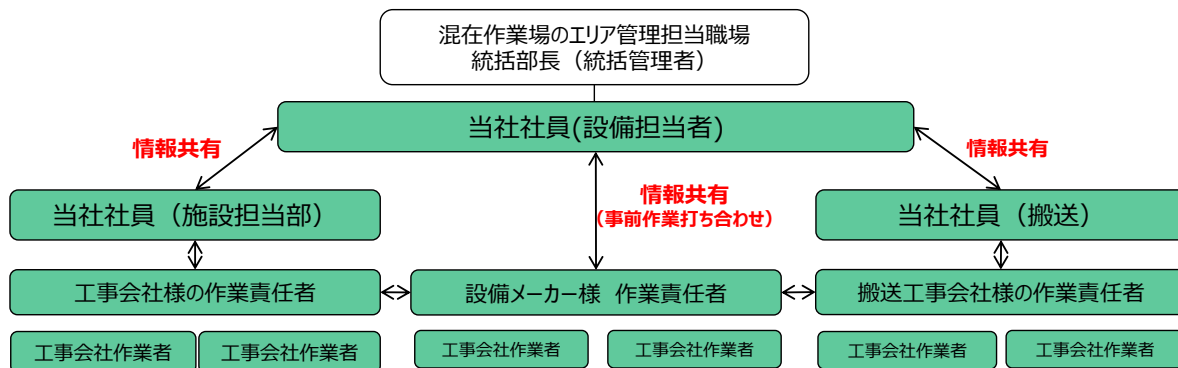 混在作業場のエリア管理担当職場
統括部長（統括管理者）
当社社員(設備担当者)
情報共有
情報共有
情報共有
（事前作業打ち合わせ）
当社社員（施設担当部）
当社社員（搬送）
工事会社様の作業責任者
設備メーカー様 作業責任者
搬送工事会社様の作業責任者
工事会社作業者
工事会社作業者
工事会社作業者
工事会社作業者
工事会社作業者
工事会社作業者